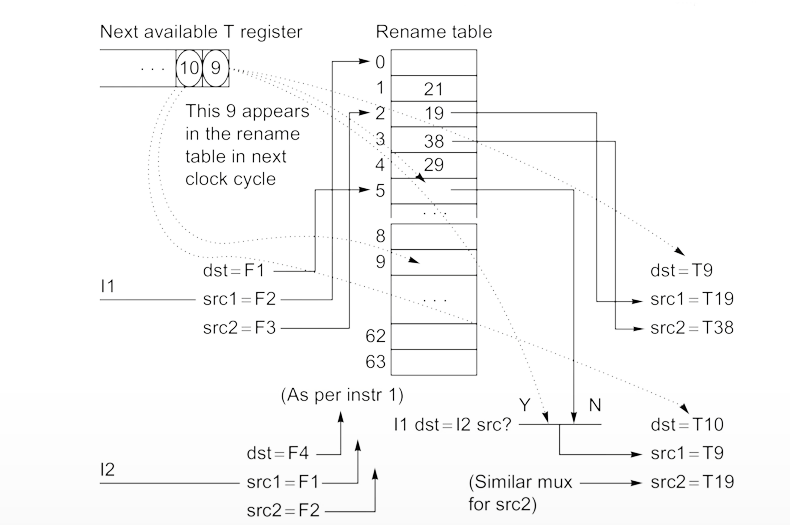 Next available T register
Rename table
· · · 10 9
This 9 appears
in the rename
table in next
clock cycle
0
1 21
2 19
3 38
4 29
5
· · ·
8
9
· · ·
62
63
I1
dst=F1
src1=F2
src2=F3
dst=T9
src1=T19
src2=T38
(As per instr 1)
Y N
I1 dst=I2 src?
I2
dst=F4
src1=F1
src2=F2
(Similar mux
for src2)
dst=T10
src1=T9
src2=T19